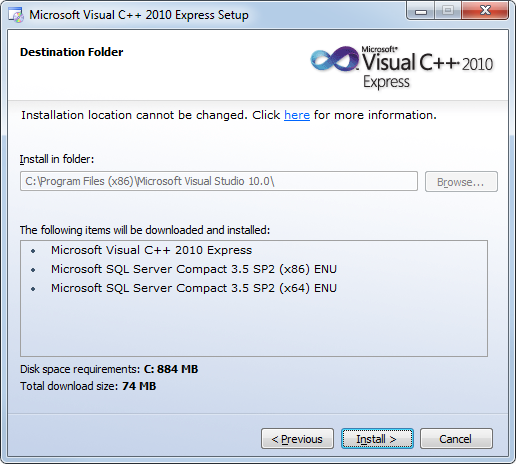 Microsoft Visual C++ 2010 Express Setup
Destination Folder
Microsoft®
Visual C++ 2010
Express
Installation location cannot be changed. Click here for more information.
Install in folder:
C:\Program Files (x86)\Microsoft Visual Studio 10.0\
Browse...
The following items will be downloaded and installed:
• Microsoft Visual C++ 2010 Express
• Microsoft SQL Server Compact 3.5 SP2 (x86) ENU
• Microsoft SQL Server Compact 3.5 SP2 (x64) ENU
Disk space requirements: C: 884 MB
Total download size: 74 MB
< Previous
Install >
Cancel